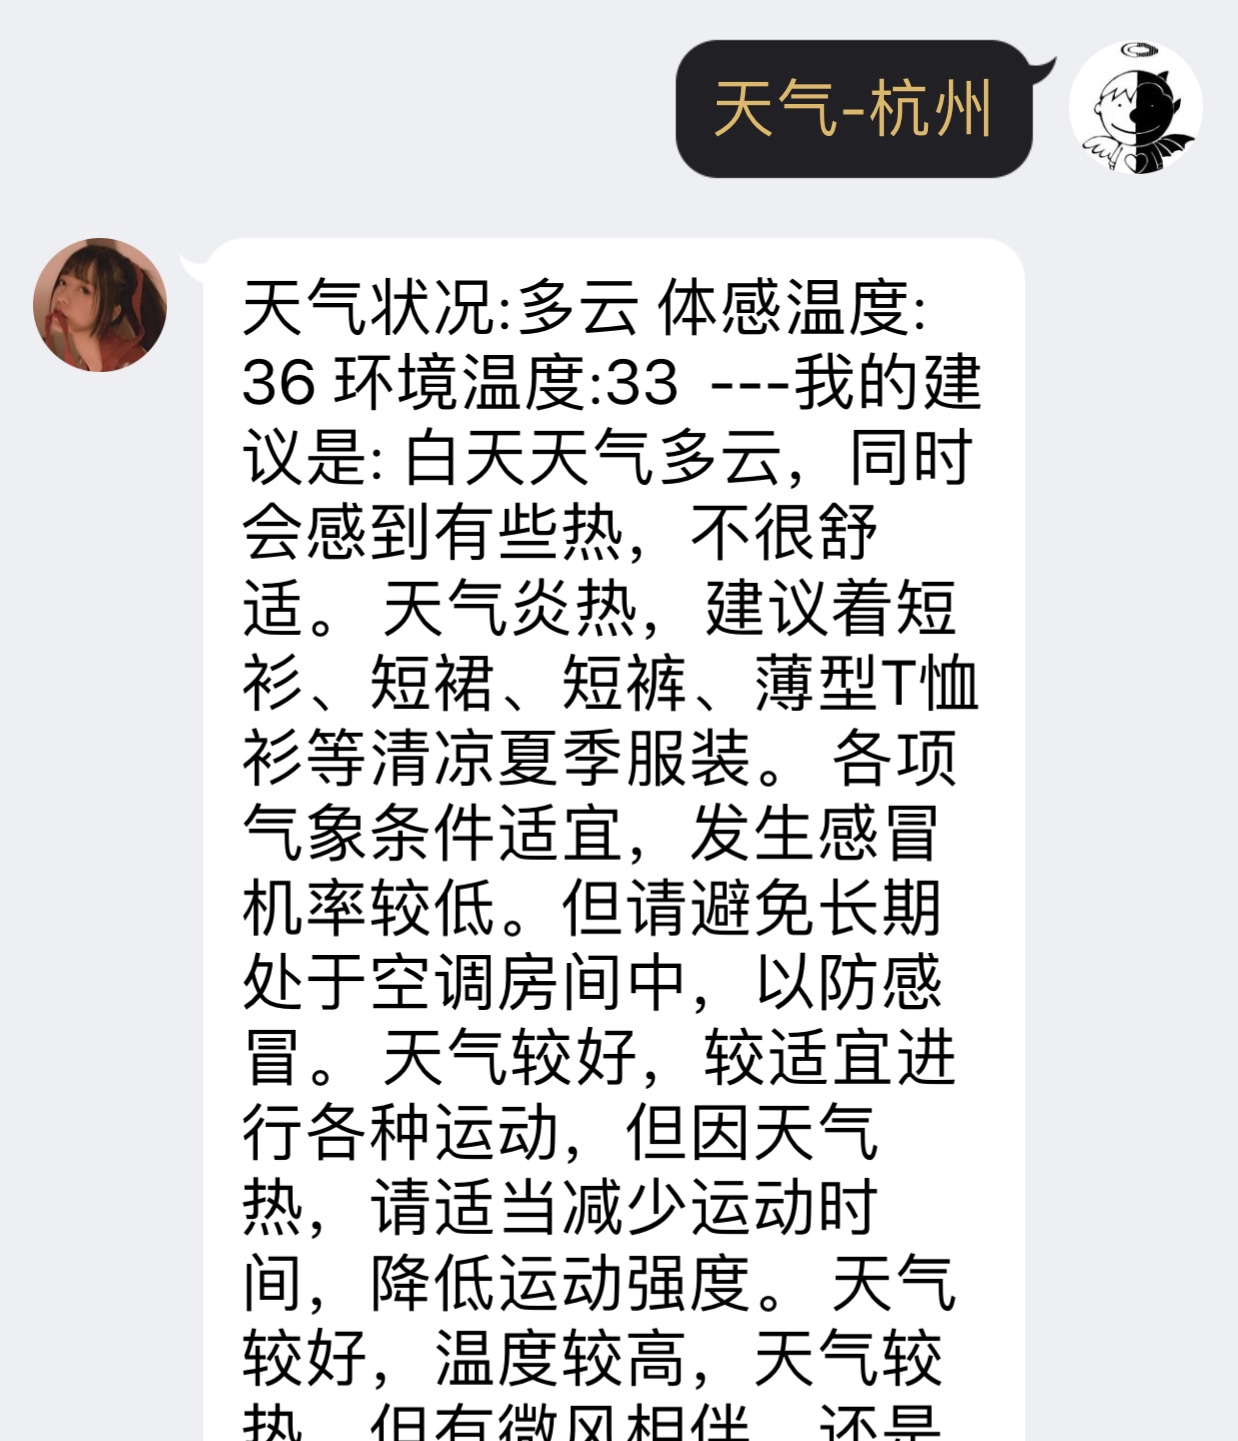 天气-杭州
天气状况:多云 体感温度:
36 环境温度:33  ---我的建
议是: 白天天气多云，同时
会感到有些热，不很舒
适。 天气炎热，建议着短
衫、短裙、短裤、薄型T恤
衫等清凉夏季服装。 各项
气象条件适宜，发生感冒
机率较低。但请避免长期
处于空调房间中，以防感
冒。 天气较好，较适宜进
行各种运动，但因天气
热，请适当减少运动时
间，降低运动强度。 天气
较好，温度较高，天气较
热，但有微风相伴，还是